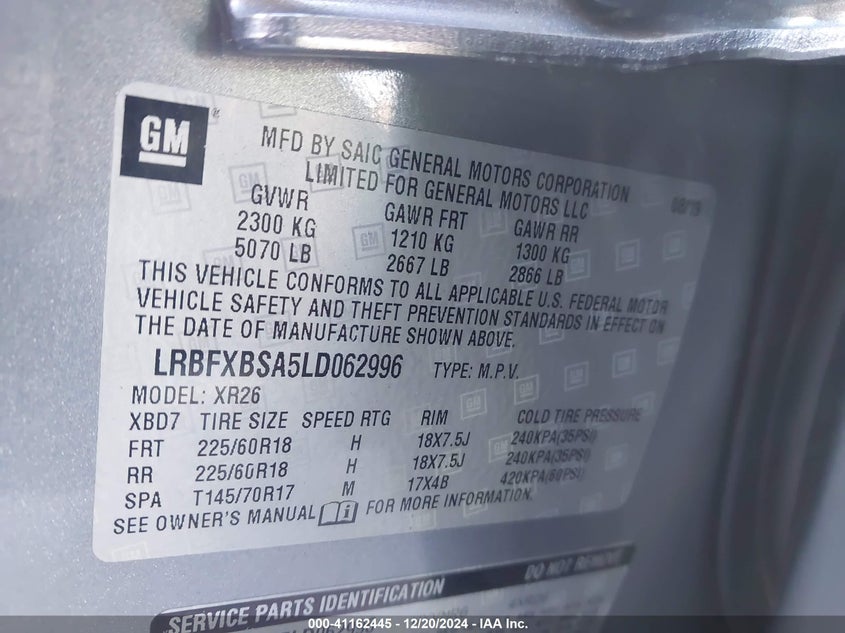 GM
MFD BY SAIC GENERAL MOTORS CORPORATION 08/19
LIMITED FOR GENERAL MOTORS LLC
GVWR GAWR FRT GAWR RR
2300 KG 1210 KG 1300 KG
5070 LB 2667 LB 2866 LB
THIS VEHICLE CONFORMS TO ALL APPLICABLE U.S. FEDERAL MOTOR
VEHICLE SAFETY AND THEFT PREVENTION STANDARDS IN EFFECT ON
THE DATE OF MANUFACTURE SHOWN ABOVE.
LRBFXBSA5LD062996 TYPE: M.P.V.
MODEL: XR26
XBD7 TIRE SIZE SPEED RTG RIM COLD TIRE PRESSURE
FRT 225/60R18 H 18X7.5J 240KPA(35PSI)
RR 225/60R18 H 18X7.5J 240KPA(35PSI)
SPA T145/70R17 M 17X4B 420KPA(60PSI)
SEE OWNER'S MANUAL FOR MORE INFORMATION.
SERVICE PARTS IDENTIFICATION DO NOT REMOVE
000-41162445 - 12/20/2024 - IAAI.COM